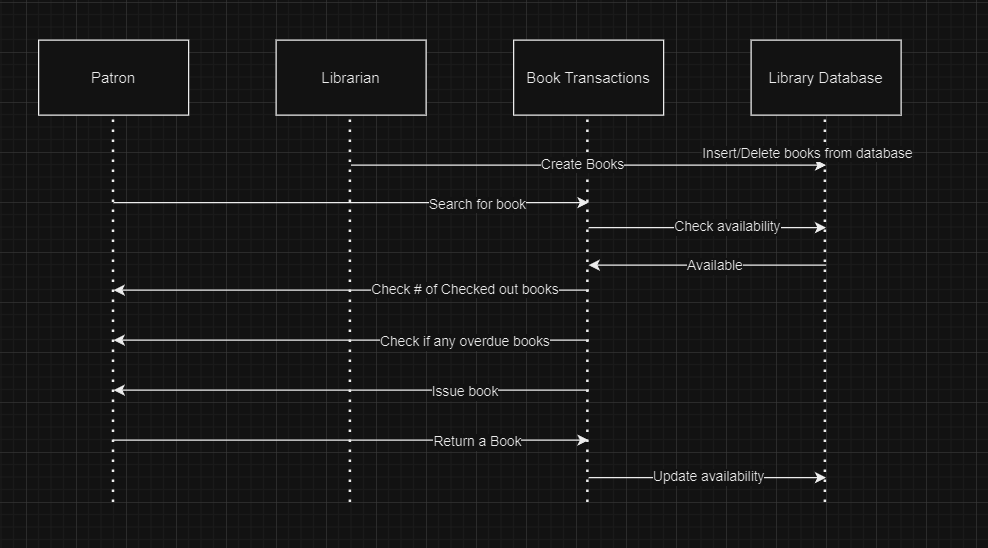 Patron
Librarian
Book Transactions
Library Database
Insert/Delete books from database
Create Books
Search for book
Check availability
Available
Check # of Checked out books
Check if any overdue books
Issue book
Return a Book
Update availability